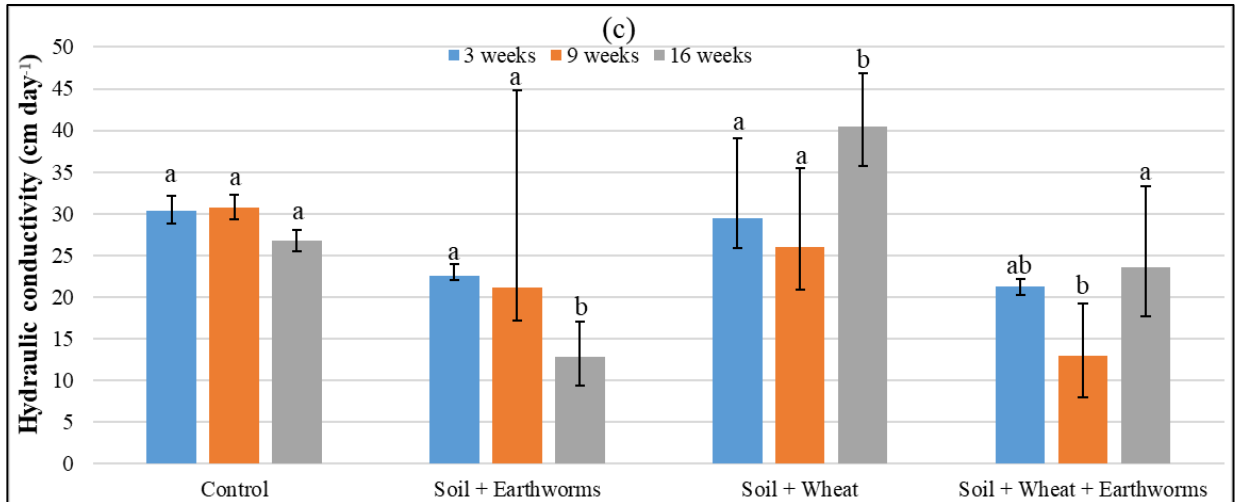 (c)
3 weeks 9 weeks 16 weeks
Hydraulic conductivity (cm day⁻¹)
50
45
40
35
30
25
20
15
10
5
0
a a a
a a b
a a b
ab b a
Control Soil + Earthworms Soil + Wheat Soil + Wheat + Earthworms